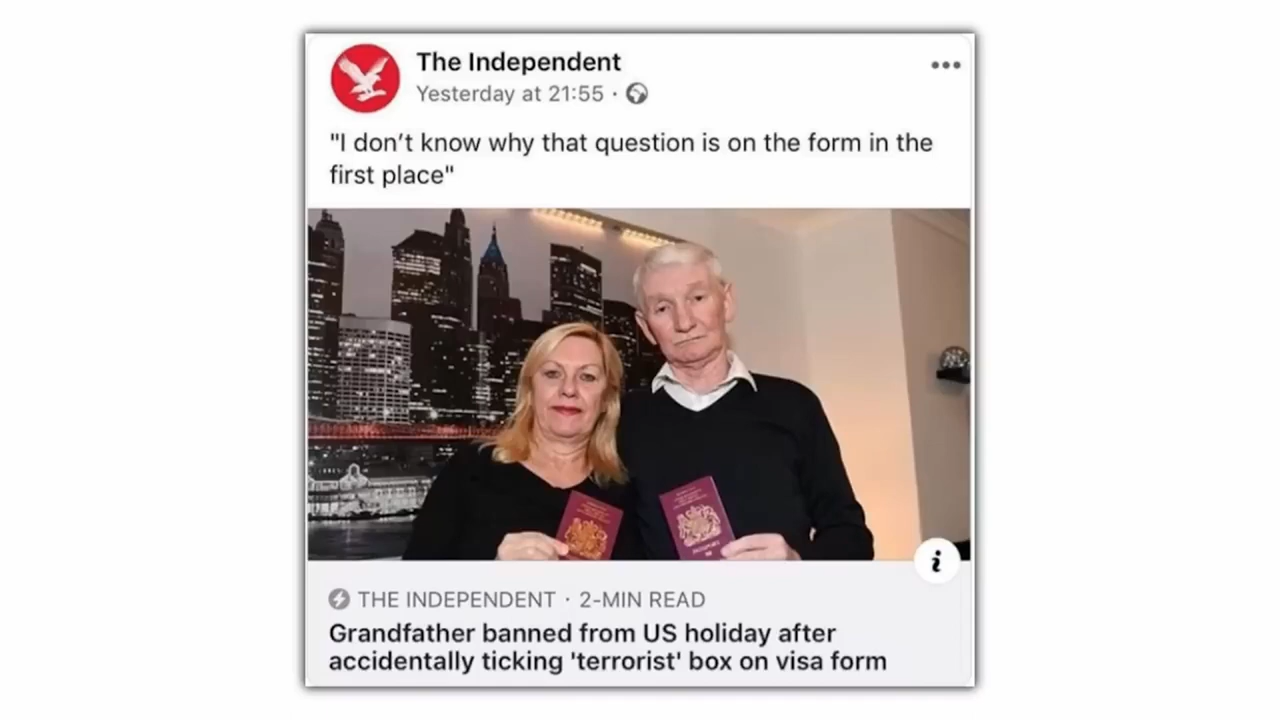 The Independent
Yesterday at 21:55 ·
"I don’t know why that question is on the form in the
first place"
i
THE INDEPENDENT · 2-MIN READ
Grandfather banned from US holiday after
accidentally ticking 'terrorist' box on visa form